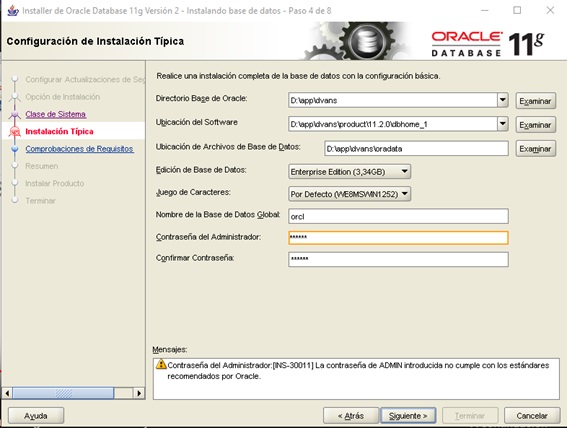 Installer de Oracle Database 11g Versión 2 - Instalando base de datos - Paso 4 de 8
Configuración de Instalación Típica
ORACLE
DATABASE 11g
Configurar Actualizaciones de Seg
Opción de Instalación
Clase de Sistema
Instalación Típica
Comprobaciones de Requisitos
Resumen
Instalar Producto
Terminar
Realice una instalación completa de la base de datos con la configuración básica.
Directorio Base de Oracle: D:\app\dvans Examinar
Ubicación del Software D:\app\dvans\product\11.2.0\dbhome_1 Examinar
Ubicación de Archivos de Base de Datos: D:\app\dvans\oradata Examinar
Edición de Base de Datos: Enterprise Edition (3,34GB)
Juego de Caracteres: Por Defecto (WE8MSWIN1252)
Nombre de la Base de Datos Global: orcl
Contraseña del Administrador: ******
Confirmar Contraseña: ******
Mensajes:
Contraseña del Administrador:[INS-30011] La contraseña de ADMIN introducida no cumple con los estándares
recomendados por Oracle.
Ayuda < Atrás Siguiente > Terminar Cancelar